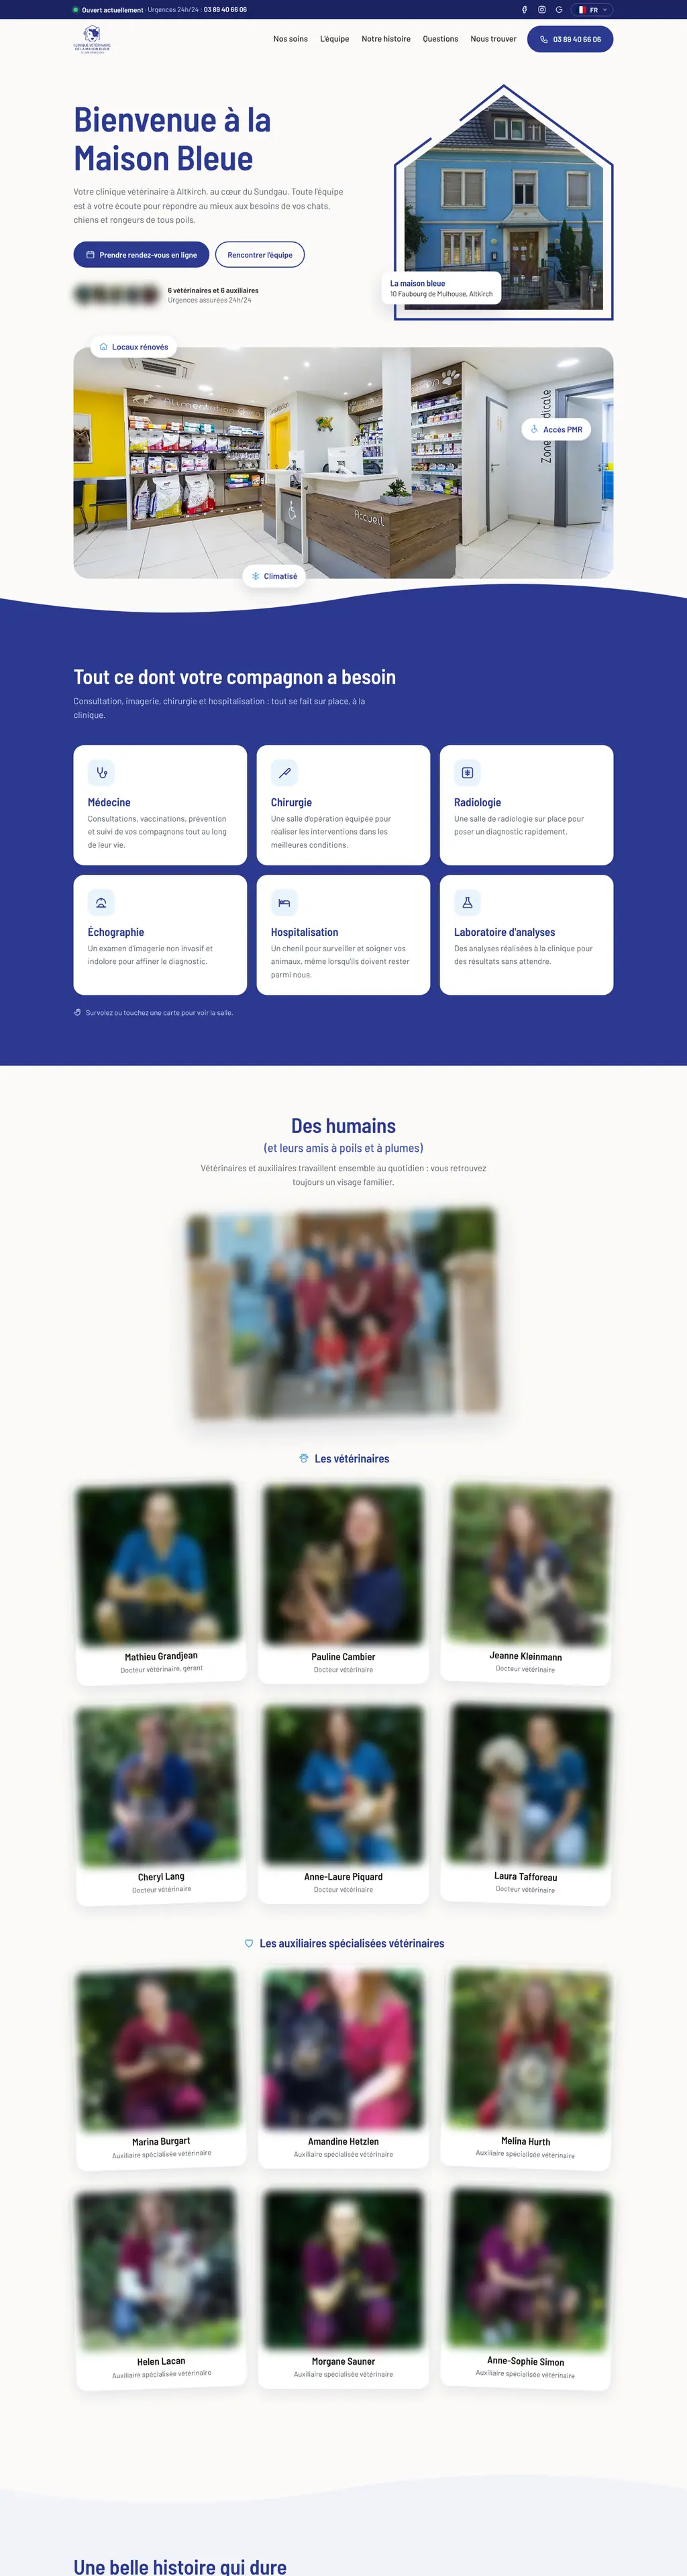 Ouvert actuellement · Urgences 24h/24 : 03 89 40 66 06
FR
CLINIQUE VÉTÉRINAIRE
DE LA MAISON BLEUE
Nos soins
L'équipe
Notre histoire
Questions
Nous trouver
03 89 40 66 06
Bienvenue à la
Maison Bleue
Votre clinique vétérinaire à Altkirch, au cœur du Sundgau. Toute l'équipe
est à votre écoute pour répondre au mieux aux besoins de vos chats,
chiens et rongeurs de tous poils.
Prendre rendez-vous en ligne
Rencontrer l'équipe
6 vétérinaires et 6 auxiliaires
Urgences assurées 24h/24
La maison bleue
10 Faubourg de Mulhouse, Altkirch
Locaux rénovés
Accueil
Accès PMR
Climatisé
Tout ce dont votre compagnon a besoin
Consultation, imagerie, chirurgie et hospitalisation : tout se fait sur place, à la
clinique.
Médecine
Consultations, vaccinations, prévention
et suivi de vos compagnons tout au long
de leur vie.
Chirurgie
Une salle d'opération équipée pour
réaliser les interventions dans les
meilleures conditions.
Radiologie
Une salle de radiologie sur place pour
poser un diagnostic rapidement.
Échographie
Un examen d'imagerie non invasif et
indolore pour affiner le diagnostic.
Hospitalisation
Un chenil pour surveiller et soigner vos
animaux, même lorsqu'ils doivent rester
parmi nous.
Laboratoire d'analyses
Des analyses réalisées à la clinique pour
des résultats sans attendre.
Survolez ou touchez une carte pour voir la salle.
Des humains
(et leurs amis à poils et à plumes)
Vétérinaires et auxiliaires travaillent ensemble au quotidien : vous retrouvez
toujours un visage familier.
Les vétérinaires
Mathieu Grandjean
Docteur vétérinaire, gérant
Pauline Cambier
Docteur vétérinaire
Jeanne Kleinmann
Docteur vétérinaire
Cheryl Lang
Docteur vétérinaire
Anne-Laure Piquard
Docteur vétérinaire
Laura Tafforeau
Docteur vétérinaire
Les auxiliaires spécialisées vétérinaires
Marina Burgart
Auxiliaire spécialisée vétérinaire
Amandine Hetzlen
Auxiliaire spécialisée vétérinaire
Melina Hurth
Auxiliaire spécialisée vétérinaire
Helen Lacan
Auxiliaire spécialisée vétérinaire
Morgane Sauner
Auxiliaire spécialisée vétérinaire
Anne-Sophie Simon
Auxiliaire spécialisée vétérinaire
Une belle histoire qui dure